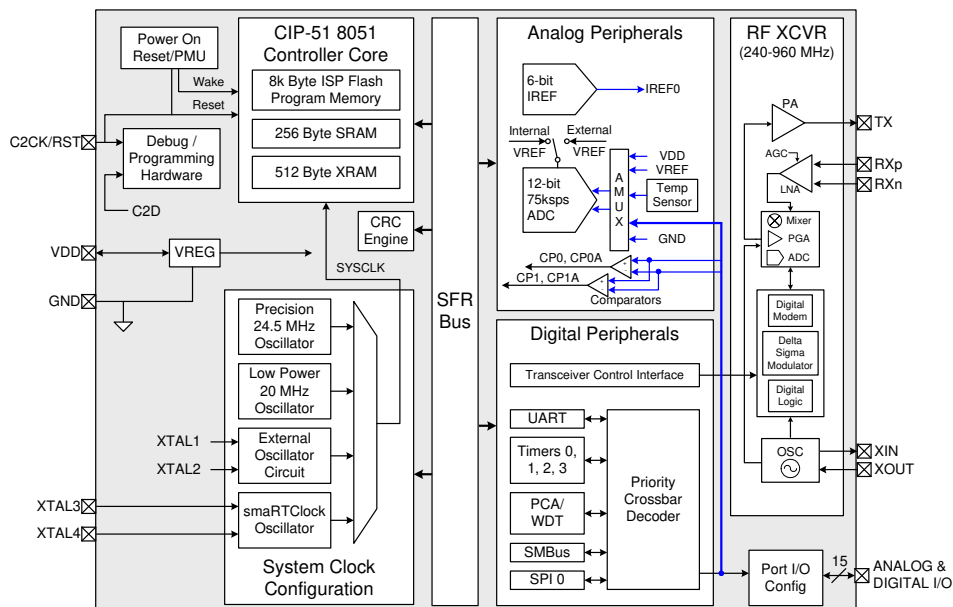 Power On
Reset/PMU
Wake
Reset
C2CK/RST
Debug /
Programming
Hardware
C2D
VDD
VREG
GND
CIP-51 8051
Controller Core
8k Byte ISP Flash
Program Memory
256 Byte SRAM
512 Byte XRAM
CRC
Engine
SYSCLK
Precision
24.5 MHz
Oscillator
Low Power
20 MHz
Oscillator
XTAL1
XTAL2
External
Oscillator
Circuit
XTAL3
XTAL4
smaRTClock
Oscillator
System Clock
Configuration
SFR
Bus
Analog Peripherals
6-bit
IREF
IREF0
Internal
VREF
External
VREF
12-bit
75ksps
ADC
A
M
U
X
VDD
VREF
Temp
Sensor
GND
CP0, CP0A
+
-
CP1, CP1A
+
-
Comparators
Digital Peripherals
Transceiver Control Interface
UART
Timers 0,
1, 2, 3
PCA/
WDT
SMBus
SPI 0
Priority
Crossbar
Decoder
RF XCVR
(240-960 MHz)
PA
TX
AGC
LNA
RXp
RXn
Mixer
PGA
ADC
Digital
Modem
Delta
Sigma
Modulator
Digital
Logic
OSC
XIN
XOUT
Port I/O
Config
15
ANALOG &
DIGITAL I/O